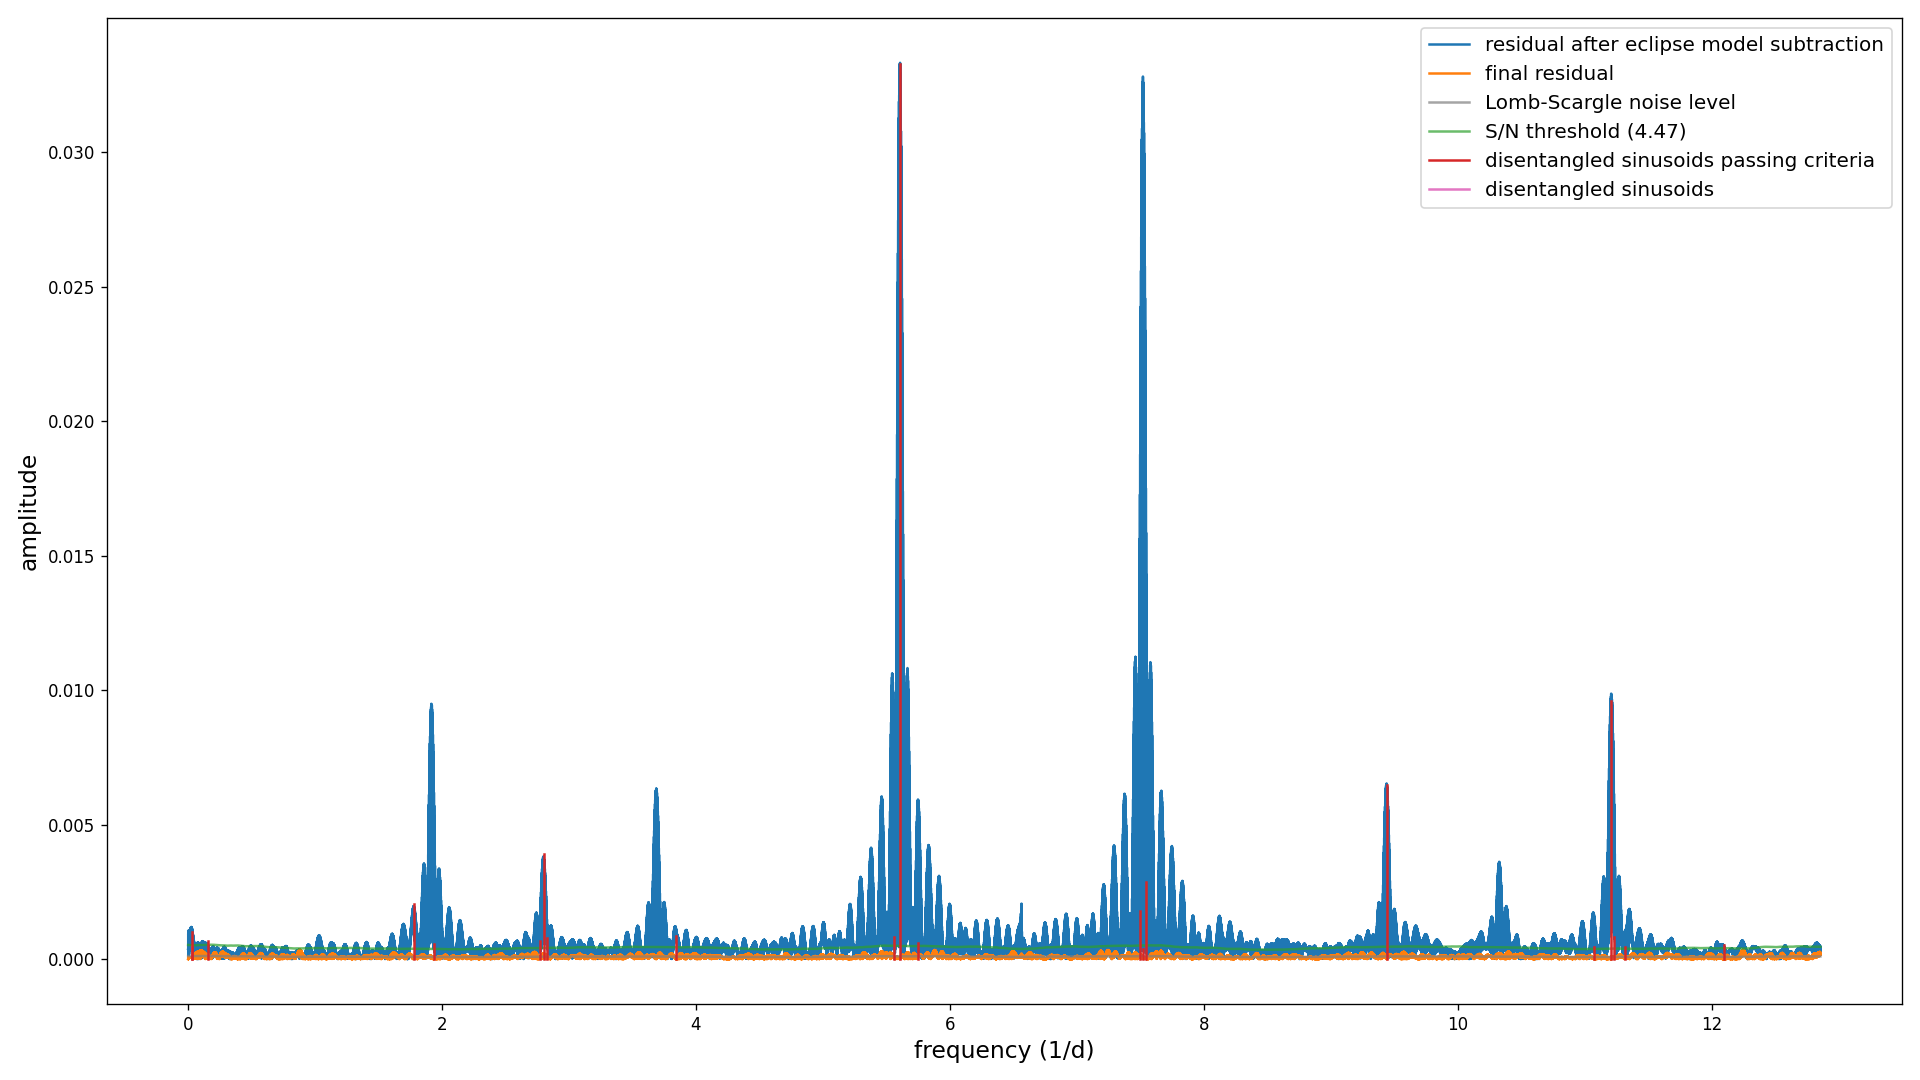 residual after eclipse model subtraction
final residual
Lomb-Scargle noise level
S/N threshold (4.47)
disentangled sinusoids passing criteria
disentangled sinusoids
0.030
0.025
0.020
0.015
0.010
0.005
0.000
amplitude
0 2 4 6 8 10 12
frequency (1/d)